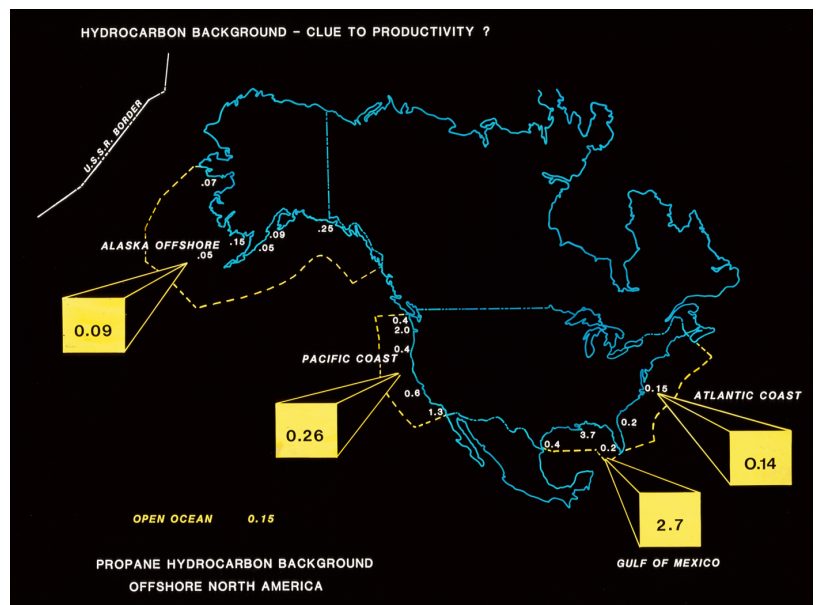 HYDROCARBON BACKGROUND - CLUE TO PRODUCTIVITY ?
U.S.S.R. BORDER
.07
.15
.09
.25
ALASKA OFFSHORE
.05
.05
0.09
0.4
2.0
0.4
PACIFIC COAST
0.6
1.3
0.26
0.15
ATLANTIC COAST
0.2
3.7
0.4
0.2
0.14
2.7
GULF OF MEXICO
OPEN OCEAN 0.15
PROPANE HYDROCARBON BACKGROUND
OFFSHORE NORTH AMERICA